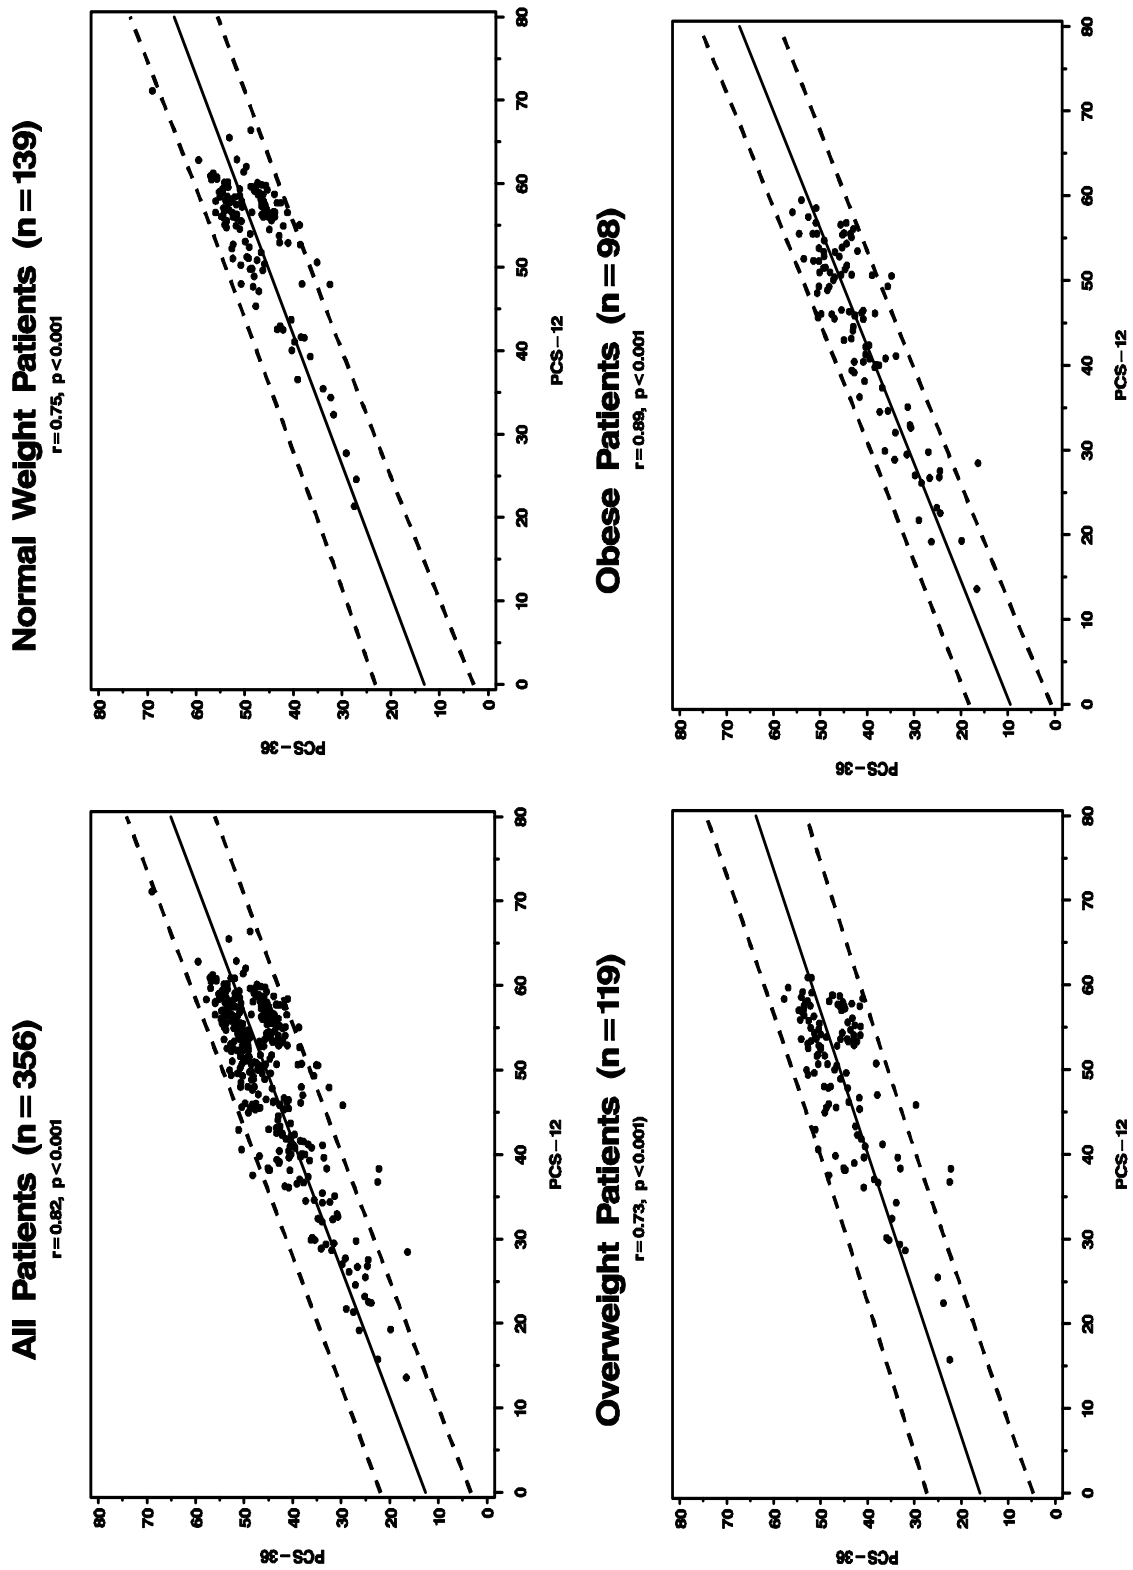 All Patients (n=356)
r=0.82, p<0.001
PCS-36
80
70
60
50
40
30
20
10
0
0 10 20 30 40 50 60 70 80
PCS-12
Normal Weight Patients (n=139)
r=0.75, p<0.001
PCS-36
80
70
60
50
40
30
20
10
0
0 10 20 30 40 50 60 70 80
PCS-12
Overweight Patients (n=119)
r=0.73, p<0.001)
PCS-36
80
70
60
50
40
30
20
10
0
0 10 20 30 40 50 60 70 80
PCS-12
Obese Patients (n=98)
r=0.89, p<0.001
PCS-36
80
70
60
50
40
30
20
10
0
0 10 20 30 40 50 60 70 80
PCS-12